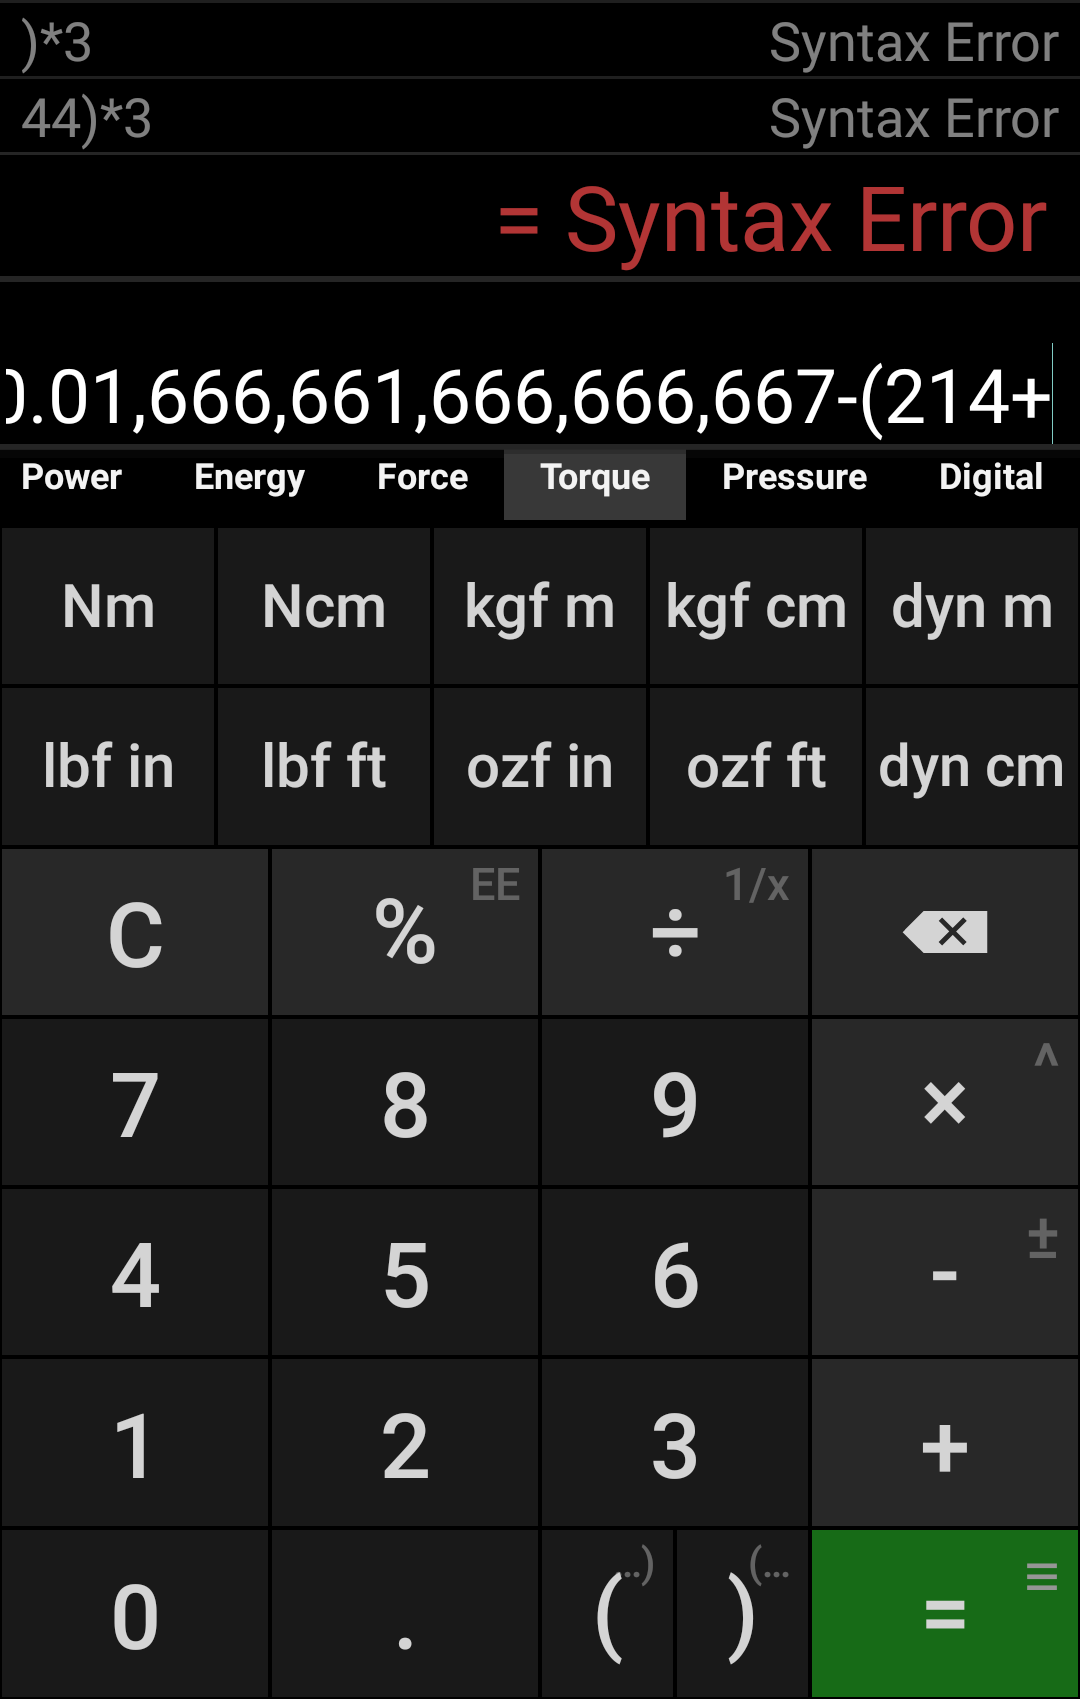 )*3 Syntax Error
44)*3 Syntax Error
= Syntax Error
0.01,666,661,666,666,667-(214+
Power Energy Force Torque Pressure Digital
Nm Ncm kgf m kgf cm dyn m
lbf in lbf ft ozf in ozf ft dyn cm
C % EE ÷ 1/x ×
7 8 9 × ^
4 5 6 - ±
1 2 3 +
0 . ( ..) ) (... = ≡